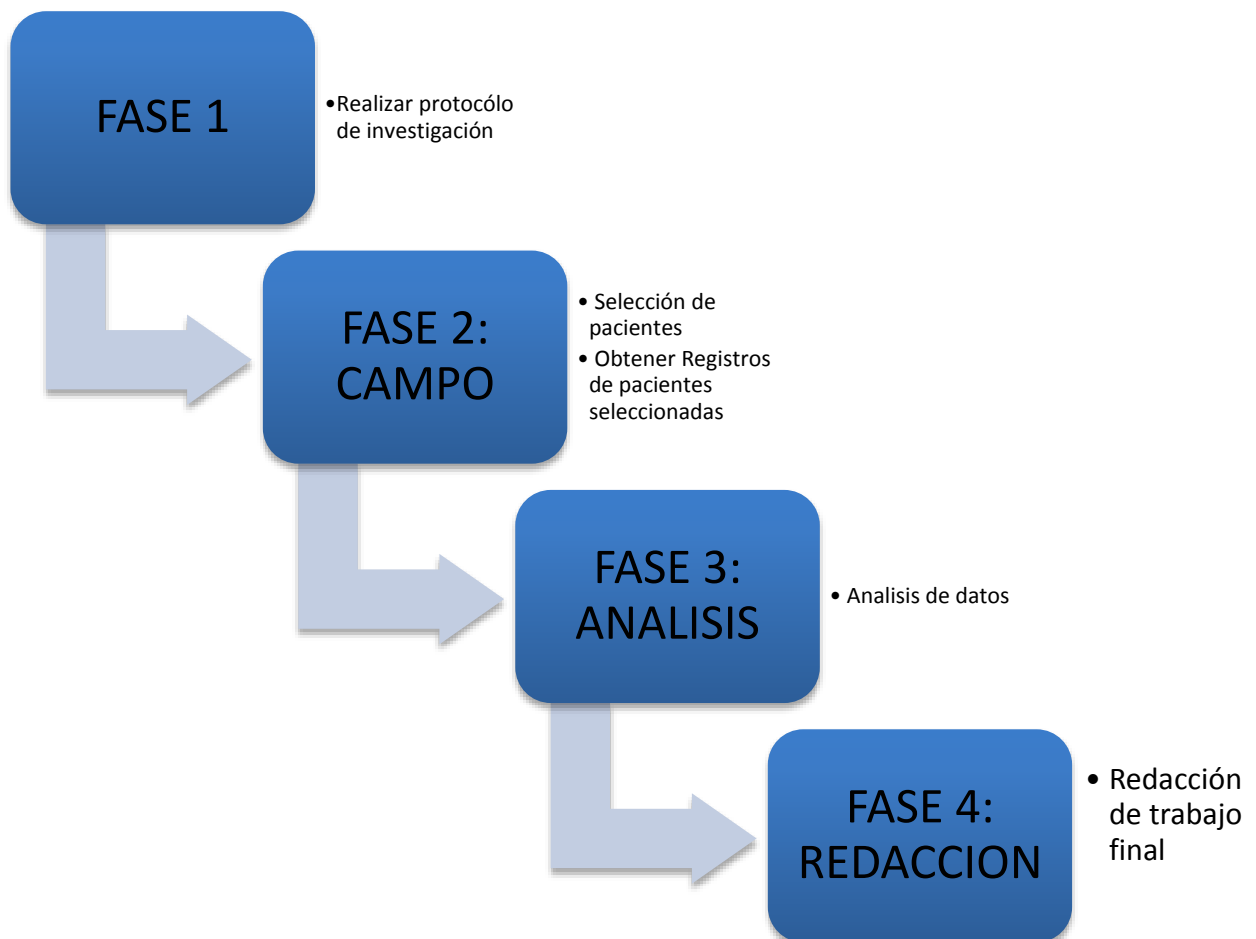 FASE 1
•Realizar protocólo
de investigación
FASE 2:
CAMPO
• Selección de
pacientes
• Obtener Registros
de pacientes
seleccionadas
FASE 3:
ANALISIS
• Analisis de datos
FASE 4:
REDACCION
• Redacción
de trabajo
final